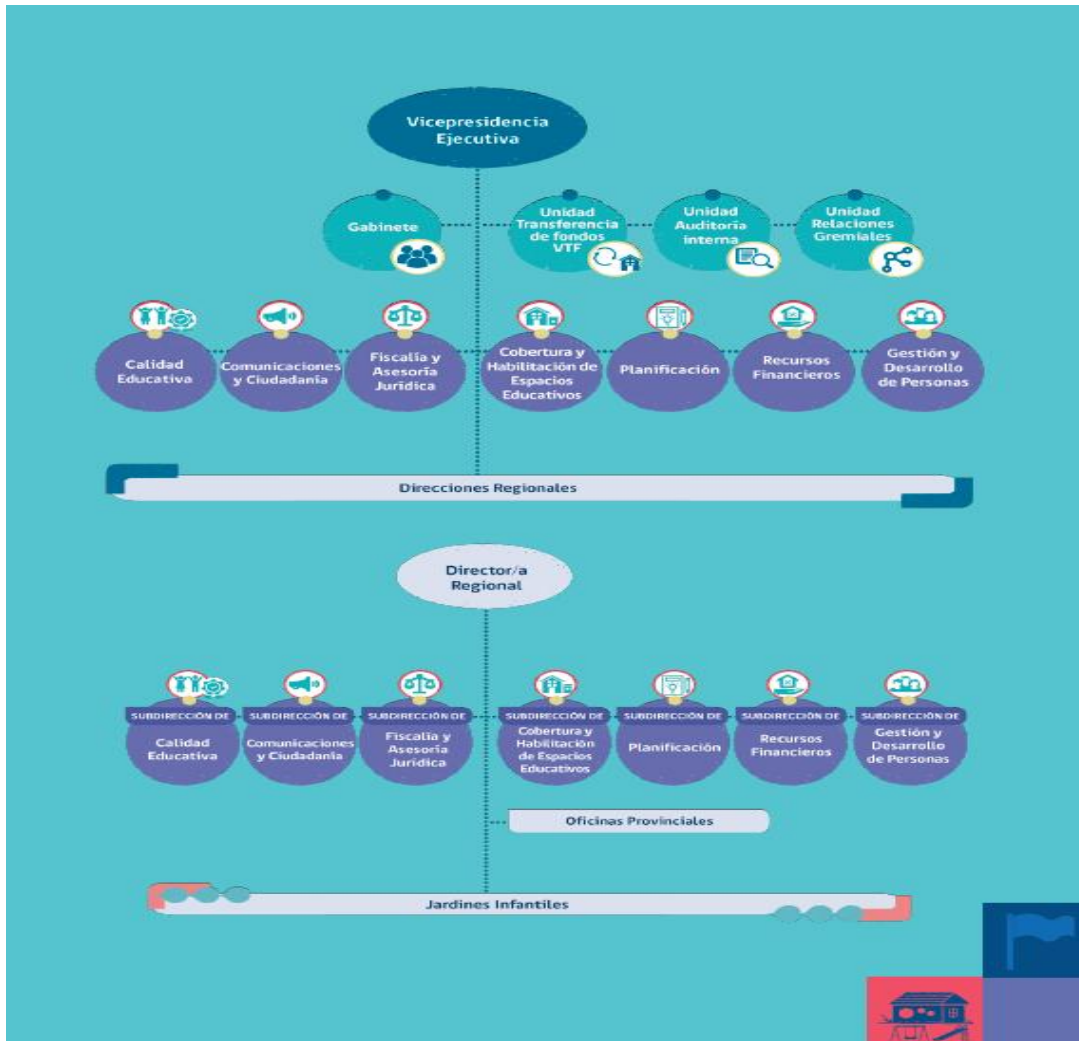 Vicepresidencia
Ejecutiva
Gabinete
Unidad
Transferencia
de fondos
VTF
Unidad
Auditoría
interna
Unidad
Relaciones
Gremiales
Calidad
Educativa
Comunicaciones
y Ciudadanía
Fiscalía y
Asesoría
Jurídica
Cobertura y
Habilitación de
Espacios
Educativos
Planificación
Recursos
Financieros
Gestión y
Desarrollo
de Personas
Direcciones Regionales
Director/a
Regional
SUBDIRECCIÓN DE
Calidad
Educativa
SUBDIRECCIÓN DE
Comunicaciones
y Ciudadanía
SUBDIRECCIÓN DE
Fiscalía y
Asesoría
Jurídica
SUBDIRECCIÓN DE
Cobertura y
Habilitación
de Espacios
Educativos
SUBDIRECCIÓN DE
Planificación
SUBDIRECCIÓN DE
Recursos
Financieros
SUBDIRECCIÓN DE
Gestión y
Desarrollo
de Personas
Oficinas Provinciales
Jardines Infantiles